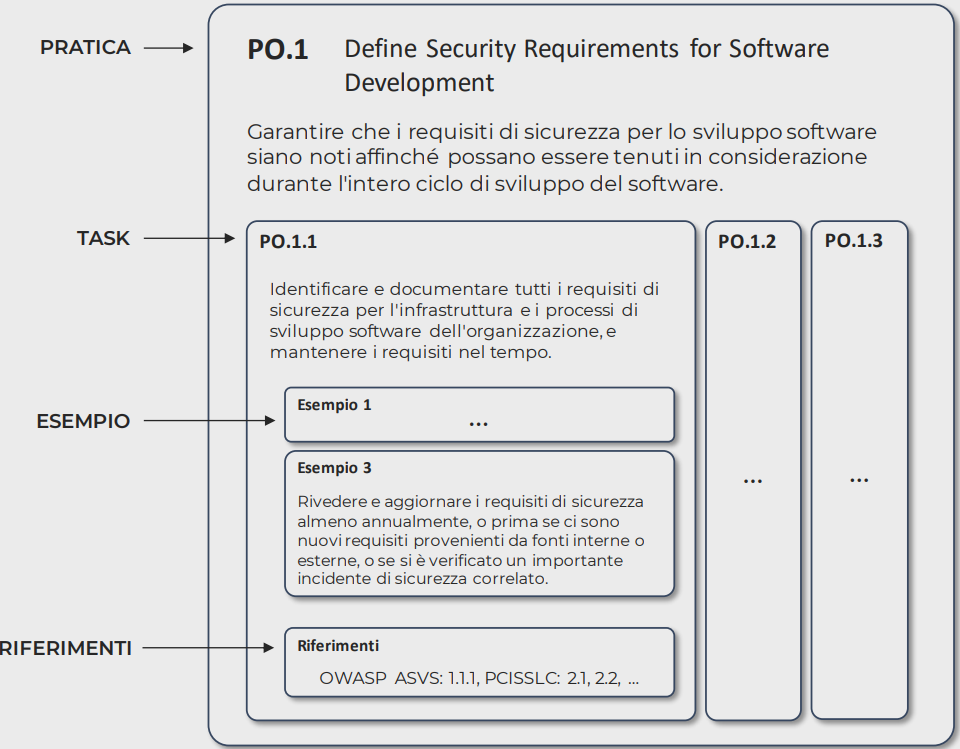 PRATICA
PO.1 Define Security Requirements for Software
Development
Garantire che i requisiti di sicurezza per lo sviluppo software
siano noti affinché possano essere tenuti in considerazione
durante l'intero ciclo di sviluppo del software.
TASK
PO.1.1
Identificare e documentare tutti i requisiti di
sicurezza per l'infrastruttura e i processi di
sviluppo software dell'organizzazione, e
mantenere i requisiti nel tempo.
ESEMPIO
Esempio 1
...
Esempio 3
Rivedere e aggiornare i requisiti di sicurezza
almeno annualmente, o prima se ci sono
nuovi requisiti provenienti da fonti interne o
esterne, o se si è verificato un importante
incidente di sicurezza correlato.
RIFERIMENTI
Riferimenti
OWASP ASVS: 1.1.1, PCISSLC: 2.1, 2.2, ...
PO.1.2
...
PO.1.3
...